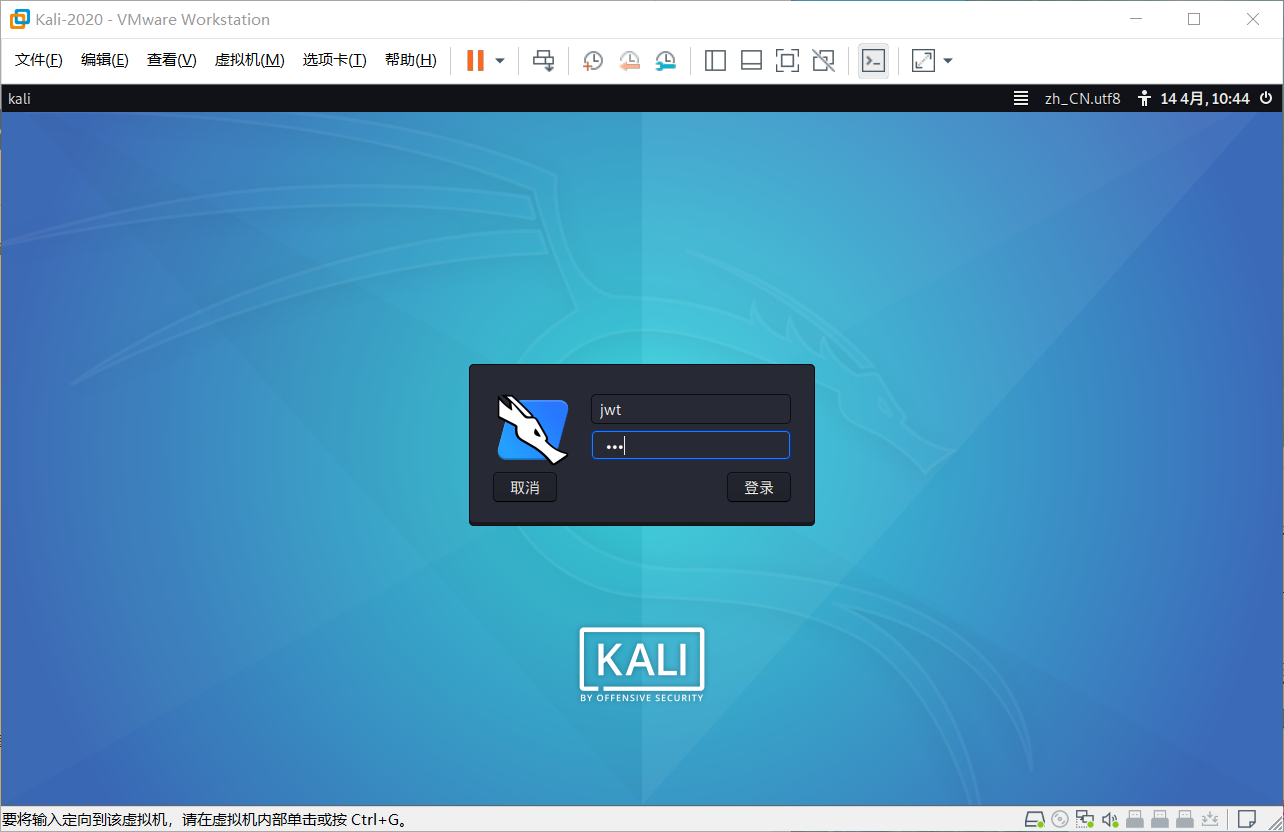 Kali-2020 - VMware Workstation
文件(F) 编辑(E) 查看(V) 虚拟机(M) 选项卡(T) 帮助(H)
kali zh_CN.utf8 14 4月, 10:44
jwt
•••
取消 登录
KALI
BY OFFENSIVE SECURITY
要将输入定向到该虚拟机，请在虚拟机内部单击或按 Ctrl+G。